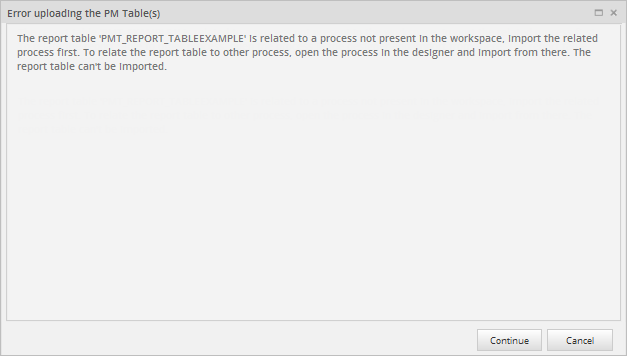 Error uploading the PM Table(s)
The report table 'PMT_REPORT_TABLEEXAMPLE' is related to a process not present in the workspace, import the related
process first. To relate the report table to other process, open the process in the designer and import from there. The
report table can't be imported.
Continue
Cancel